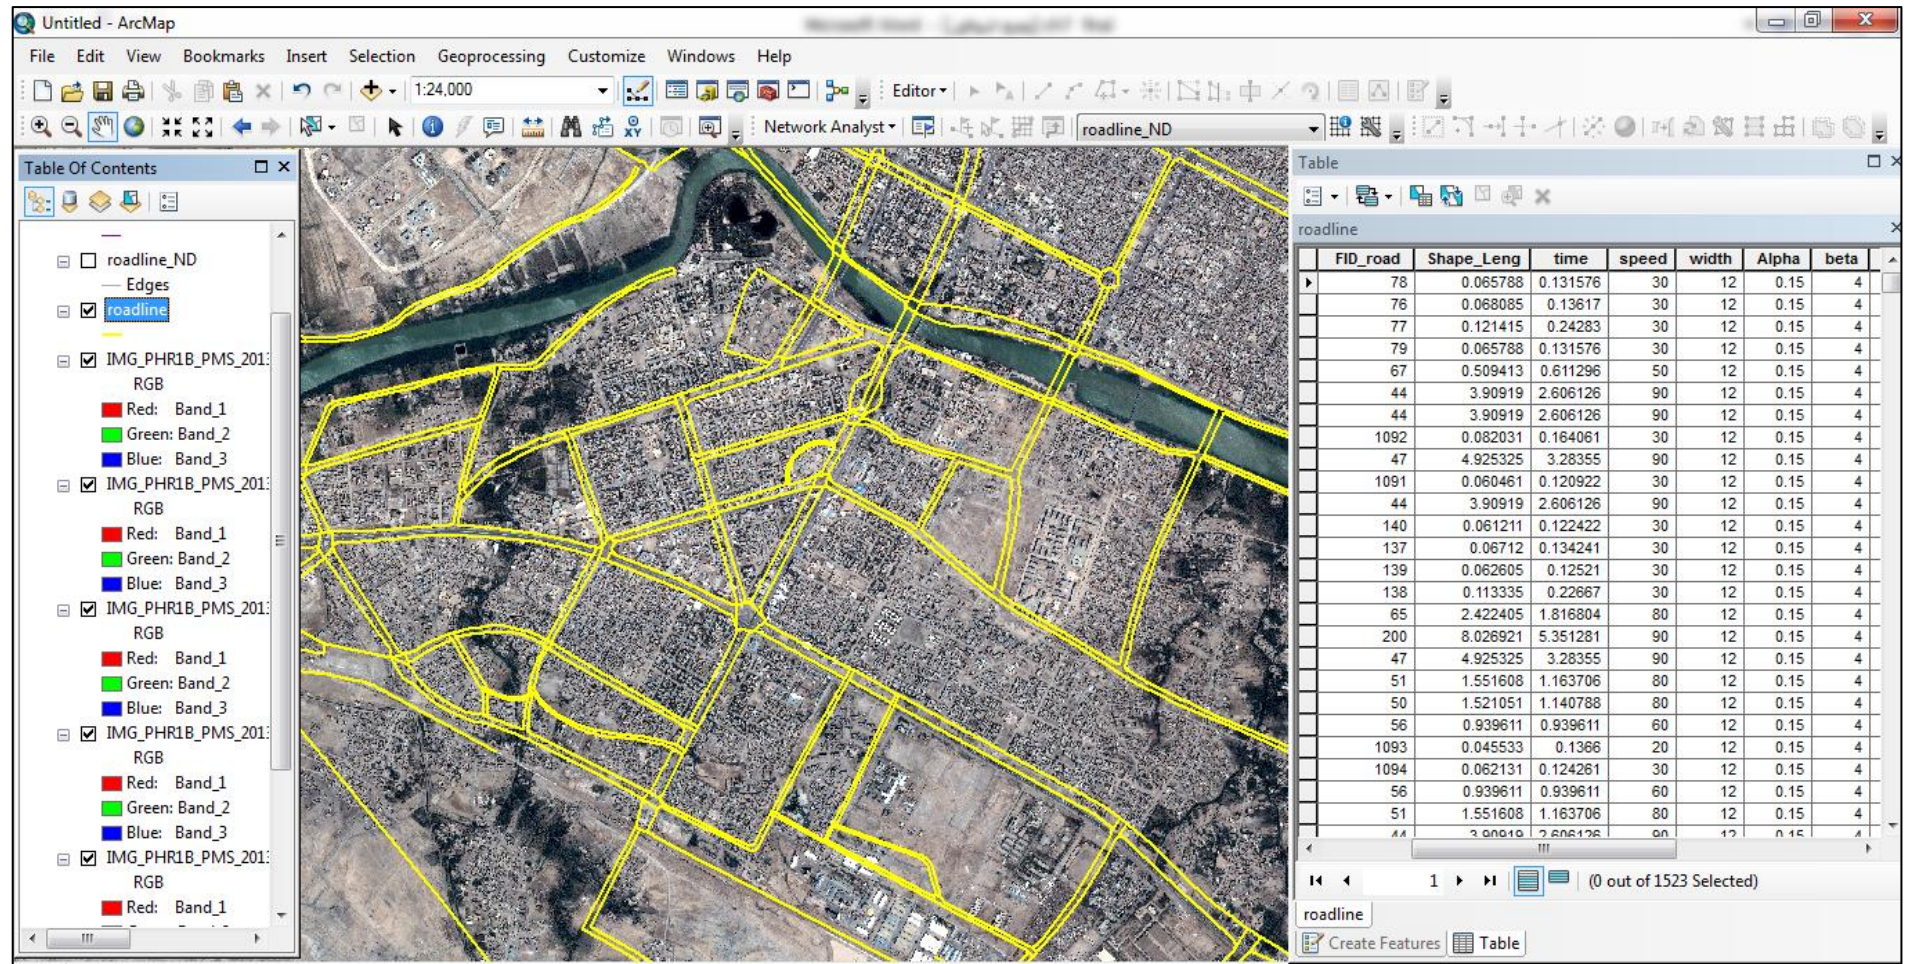 Untitled - ArcMap
File Edit View Bookmarks Insert Selection Geoprocessing Customize Windows Help
1:24,000 Editor
Network Analyst roadline_ND
Table Of Contents
roadline_ND
Edges
roadline
IMG_PHR1B_PMS_201
RGB
Red: Band_1
Green: Band_2
Blue: Band_3
IMG_PHR1B_PMS_201
RGB
Red: Band_1
Green: Band_2
Blue: Band_3
IMG_PHR1B_PMS_201
RGB
Red: Band_1
Green: Band_2
Blue: Band_3
IMG_PHR1B_PMS_201
RGB
Red: Band_1
Green: Band_2
Blue: Band_3
IMG_PHR1B_PMS_201
RGB
Red: Band_1
Table
roadline
FID_road Shape_Leng time speed width Alpha beta
78 0.065788 0.131576 30 12 0.15 4
76 0.068085 0.13617 30 12 0.15 4
77 0.121415 0.24283 30 12 0.15 4
79 0.065788 0.131576 30 12 0.15 4
67 0.509413 0.611296 50 12 0.15 4
44 3.90919 2.606126 90 12 0.15 4
44 3.90919 2.606126 90 12 0.15 4
1092 0.082031 0.164061 30 12 0.15 4
47 4.925325 3.28355 90 12 0.15 4
1091 0.060461 0.120922 30 12 0.15 4
44 3.90919 2.606126 90 12 0.15 4
140 0.061211 0.122422 30 12 0.15 4
137 0.06712 0.134241 30 12 0.15 4
139 0.062605 0.12521 30 12 0.15 4
138 0.113335 0.22667 30 12 0.15 4
65 2.422405 1.816804 80 12 0.15 4
200 8.026921 5.351281 90 12 0.15 4
47 4.925325 3.28355 90 12 0.15 4
51 1.551608 1.163706 80 12 0.15 4
50 1.521051 1.140788 80 12 0.15 4
56 0.939611 0.939611 60 12 0.15 4
1093 0.045533 0.1366 20 12 0.15 4
1094 0.062131 0.124261 30 12 0.15 4
56 0.939611 0.939611 60 12 0.15 4
51 1.551608 1.163706 80 12 0.15 4
44 3.90919 2.606126 90 12 0.15 4
1 (0 out of 1523 Selected)
roadline
Create Features Table